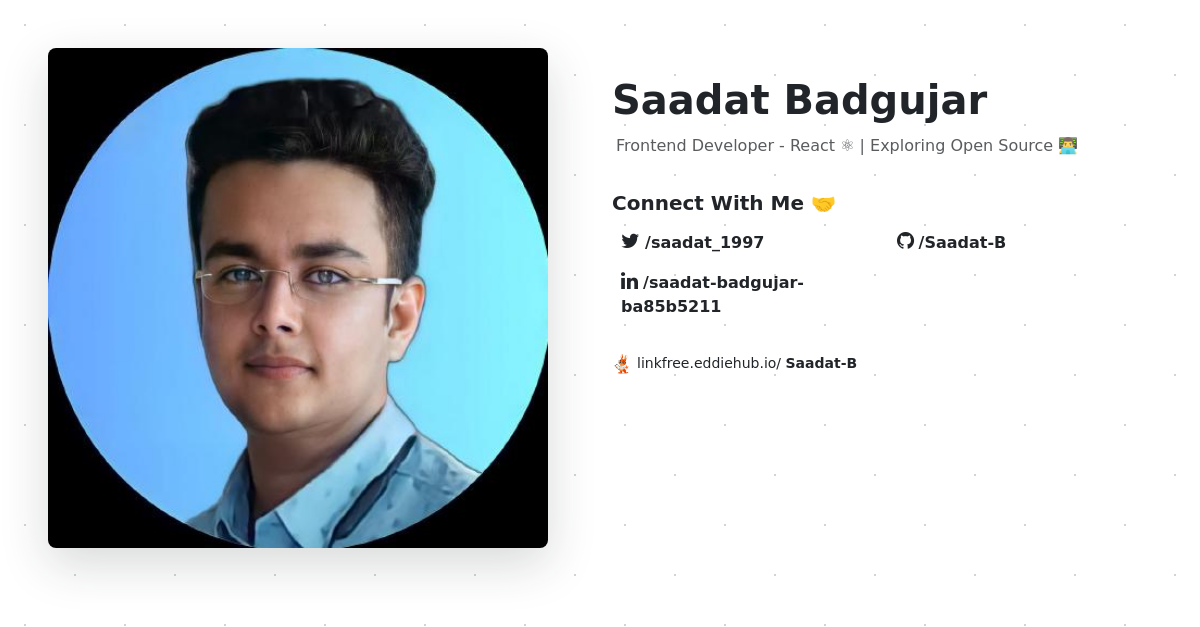 Saadat Badgujar
Frontend Developer - React ⚛ | Exploring Open Source 👨‍💻
Connect With Me 🤝
/saadat_1997
/Saadat-B
/saadat-badgujar-
ba85b5211
linkfree.eddiehub.io/ Saadat-B